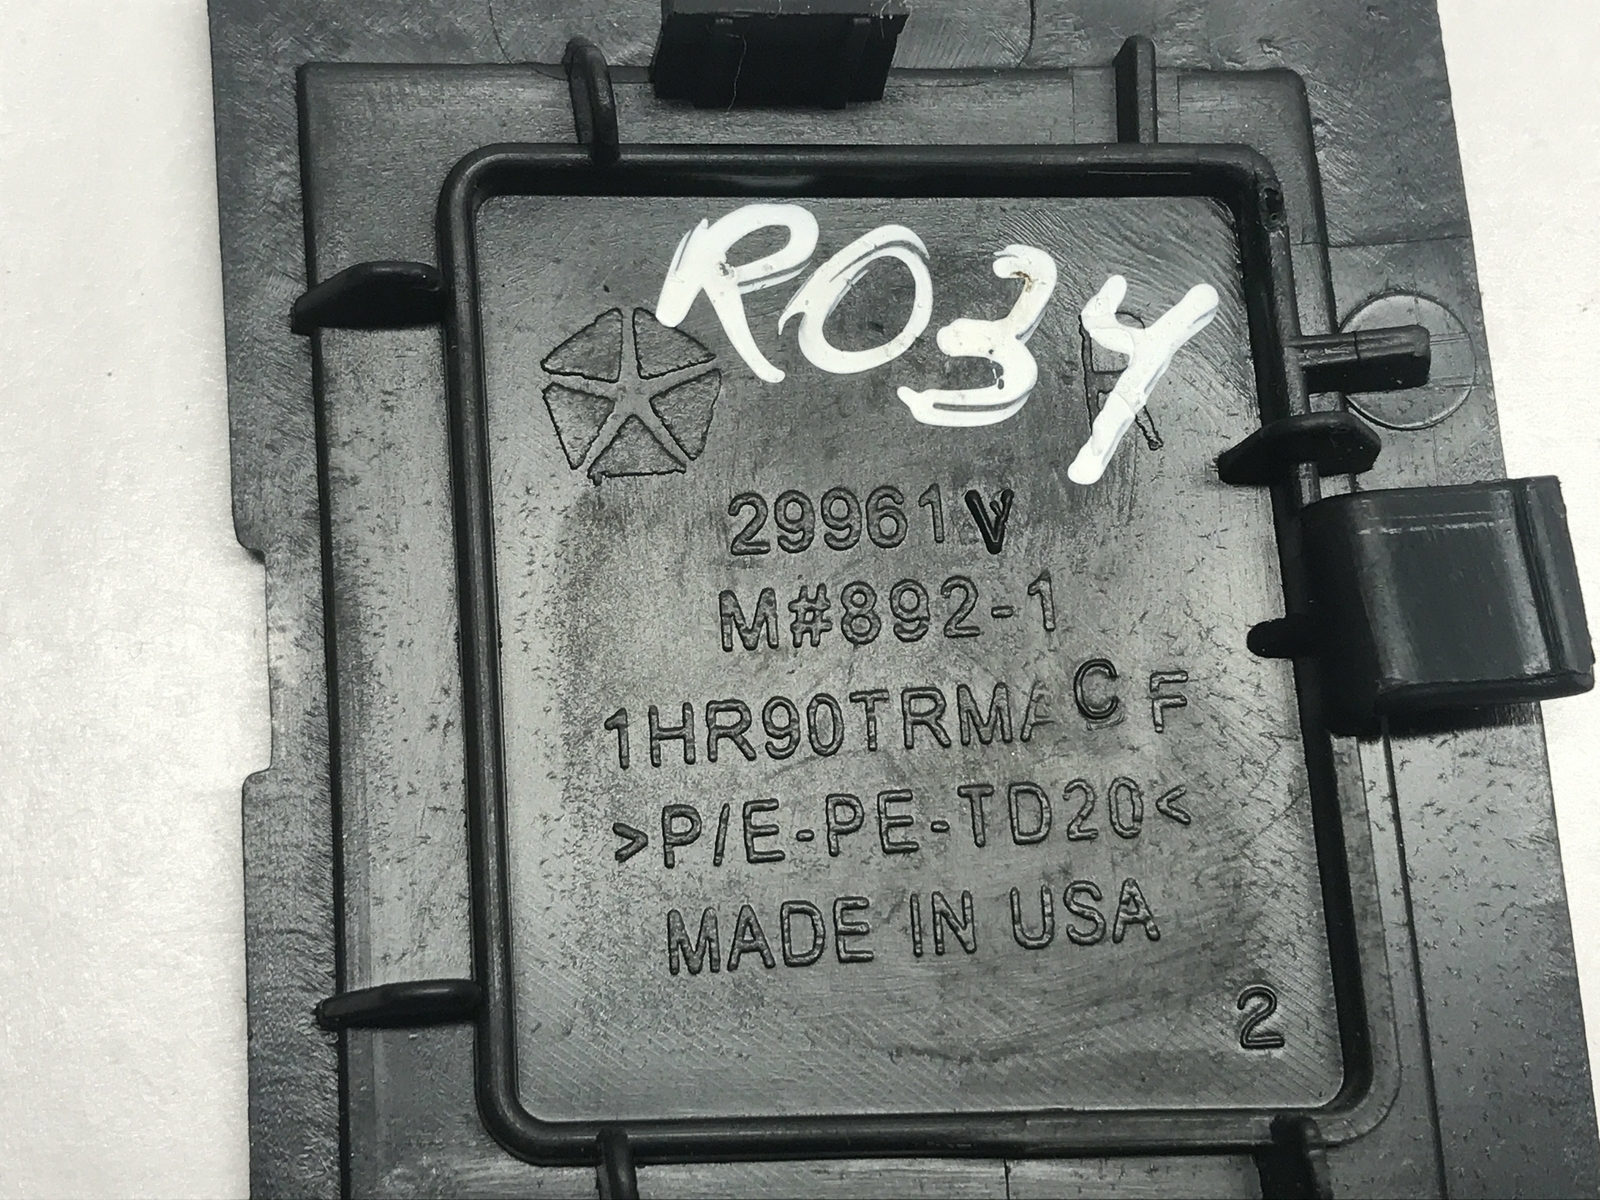 R034
R
29961V
M#892-1
1HR90TRMACF
>P/E-PE-TD20<
MADE IN USA
2